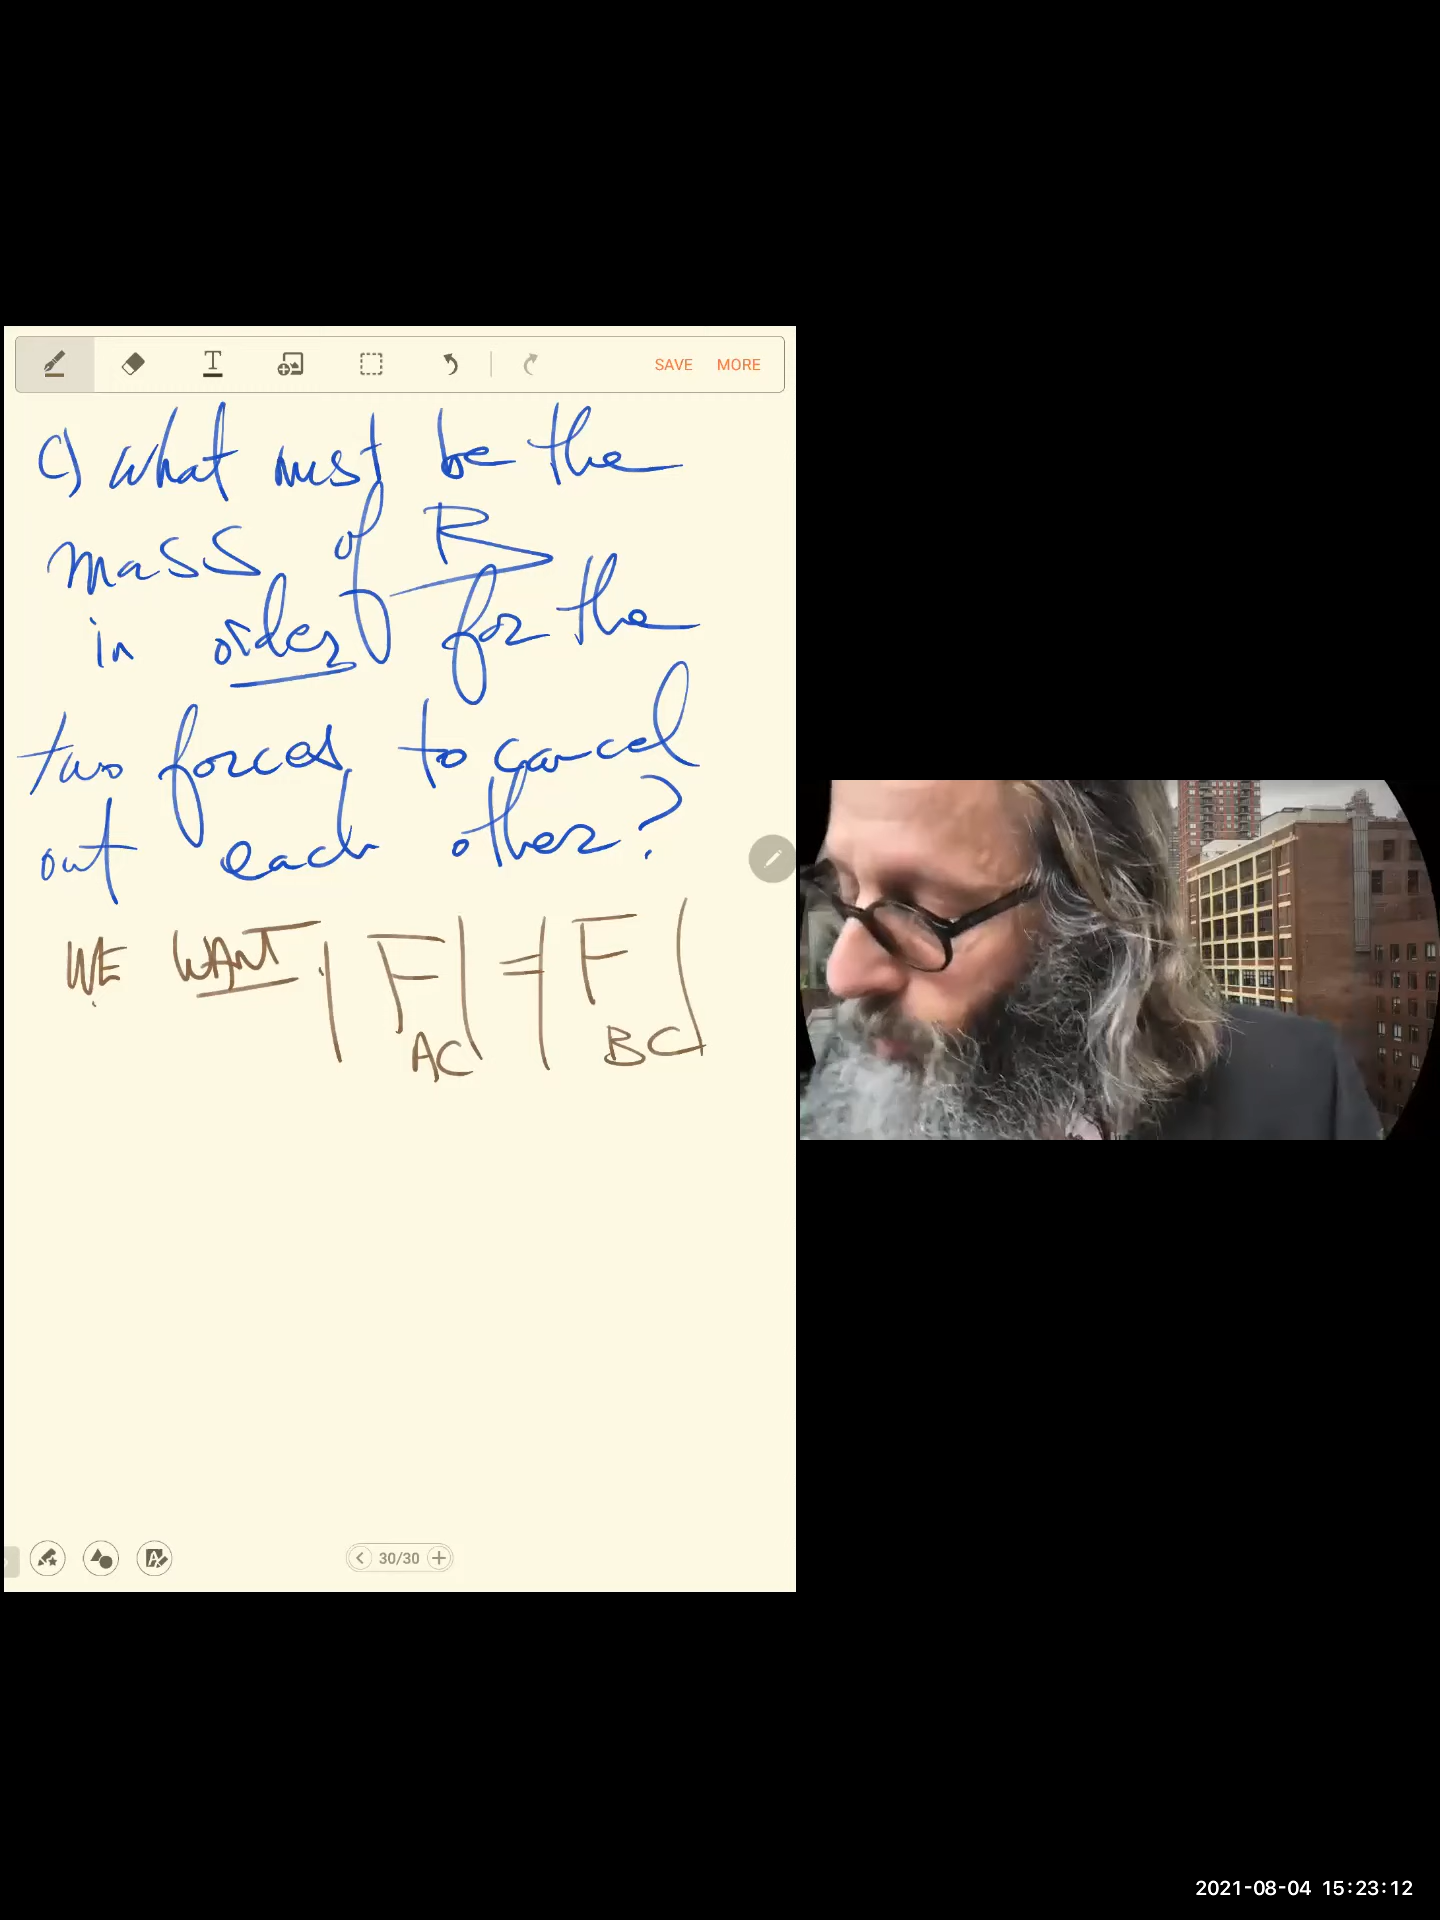 SAVE MORE
c) what must be the
mass of B
in order for the
two forces to cancel
out each other?
WE WANT |F_AC| = |F_BC|
30/30
2021-08-04 15:23:12